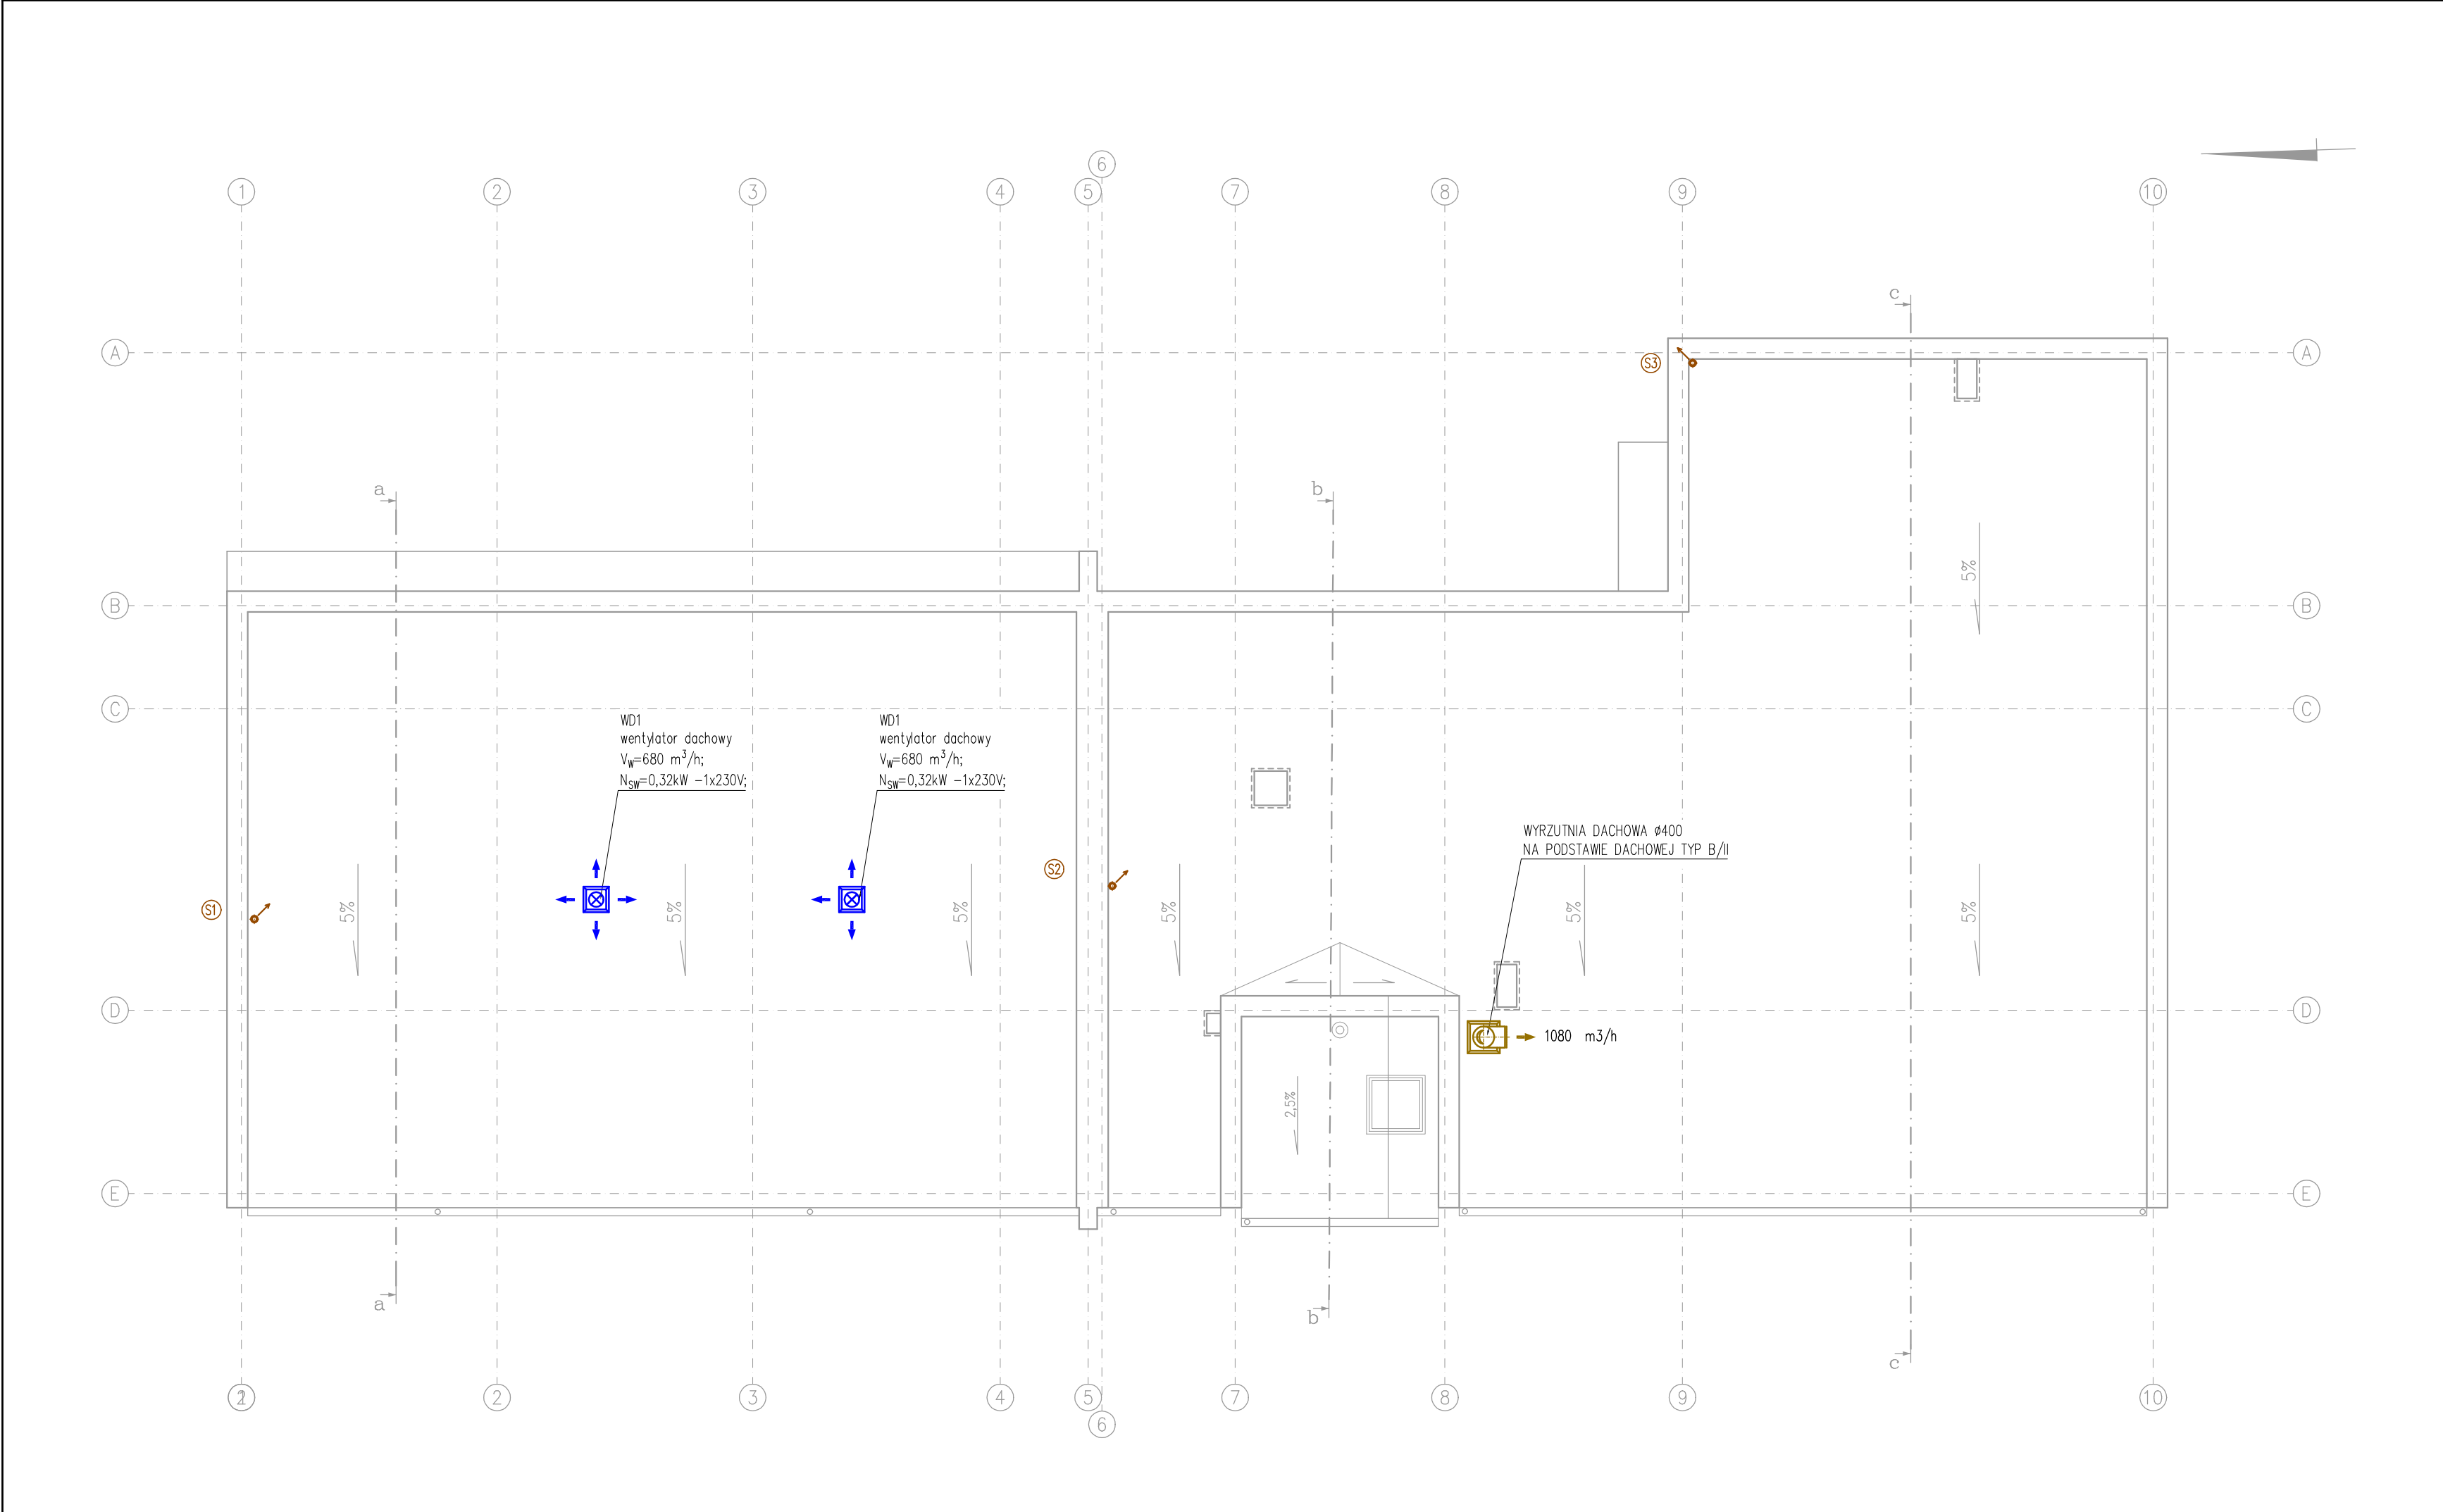 6
1
2
3
4
5
7
8
9
10
c
A
S3
A
a
b
5%
B
B
C
C
WD1
wentylator dachowy
VW=680 m³/h;
NSW=0,32kW -1x230V;
WD1
wentylator dachowy
VW=680 m³/h;
NSW=0,32kW -1x230V;
WYRZUTNIA DACHOWA ø400
NA PODSTAWIE DACHOWEJ TYP B/II
S2
S1
5%
5%
5%
5%
5%
5%
D
D
1080 m3/h
2,5%
E
E
a
b
c
2
3
4
5
7
8
9
10
6